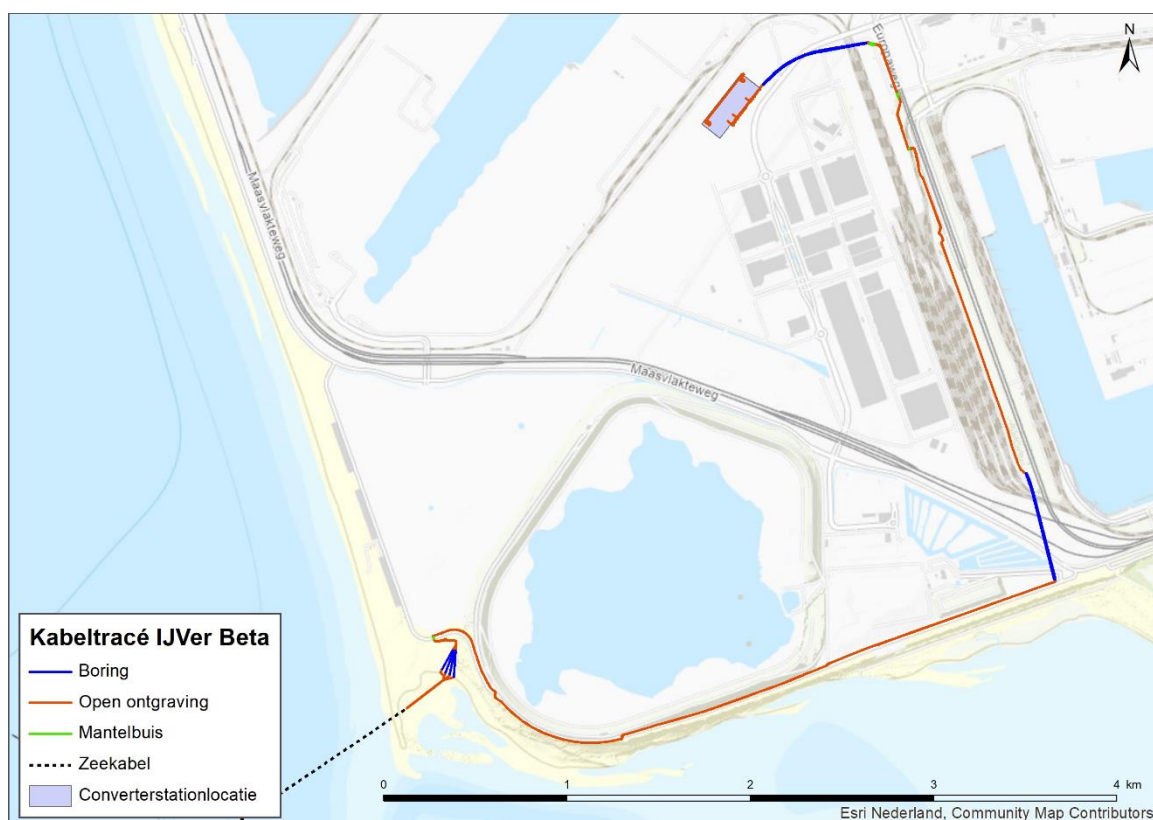 Europaweg
N
Maasvlakteweg
Maasvlakteweg
Kabeltracé IJVer Beta
Boring
Open ontgraving
Mantelbuis
Zeekabel
Converterstationlocatie
0 1 2 3 4 km
Esri Nederland, Community Map Contributors